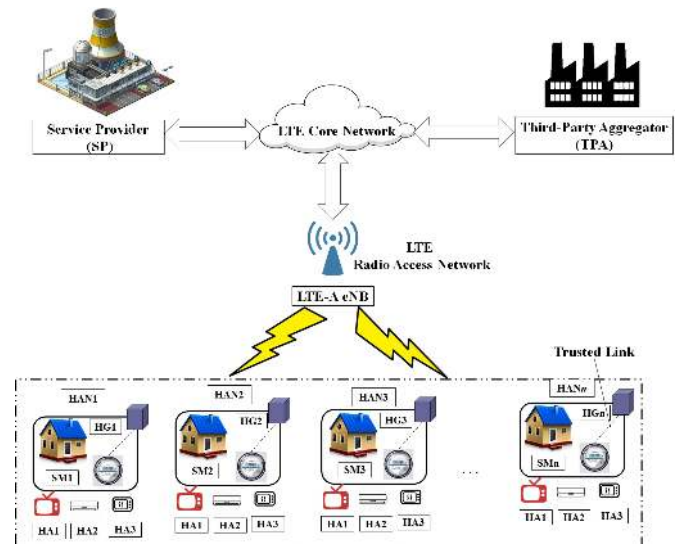 Service Provider
(SP)
LTE Core Network
Third-Party Aggregator
(TPA)
LTE
Radio Access Network
LTE-A eNB
Trusted Link
HAN1
HAN2
HAN3
HANn
HG1
HG2
HG3
HGn
SM1
SM2
SM3
SMn
...
HA1
HA2
HA3
HA1
HA2
HA3
HA1
HA2
HA3
HA1
HA2
HA3